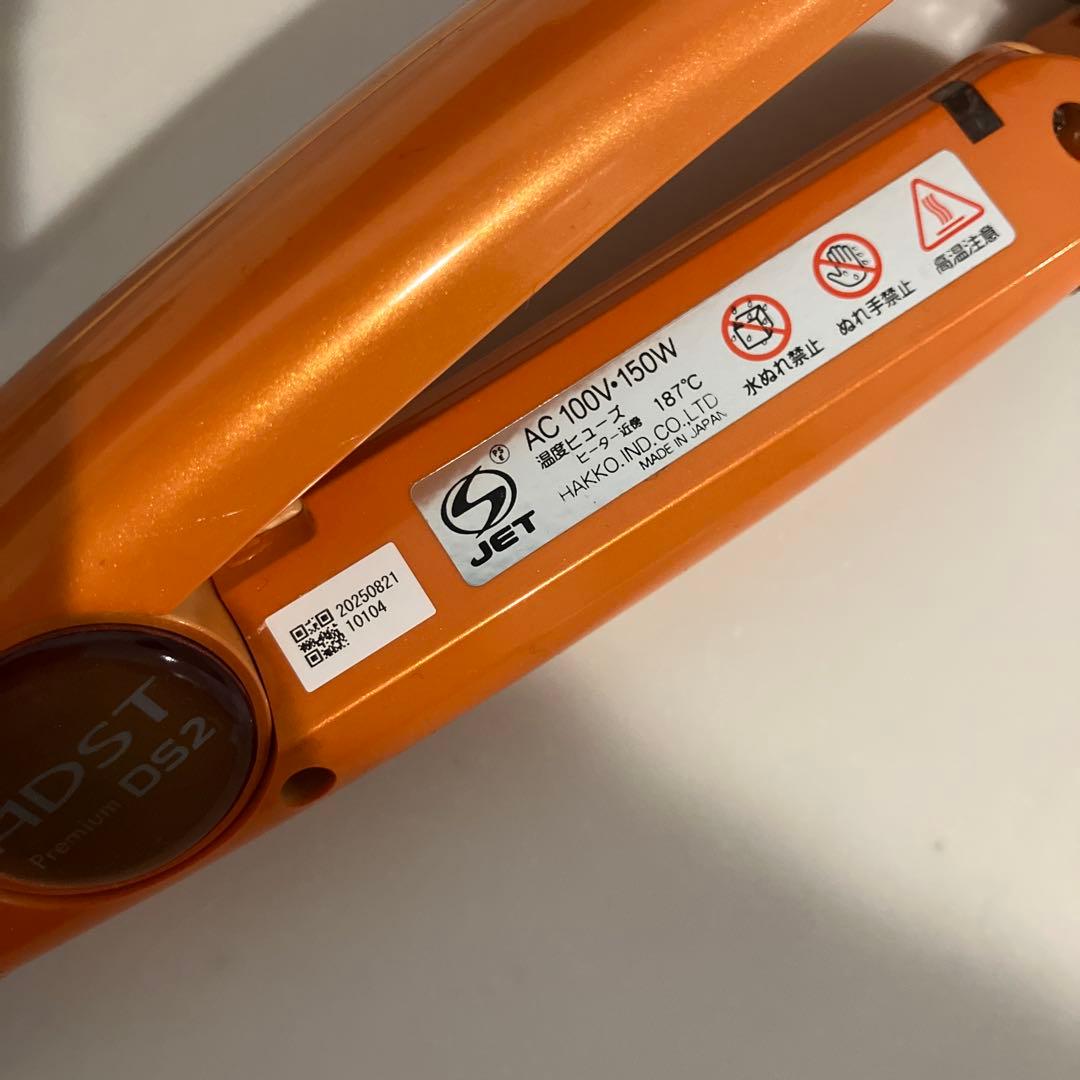 AC 100V・150W
温度ヒューズ
ヒーター近傍 187℃
HAKKO.IND.CO.,LTD
MADE IN JAPAN
PS
E
JET
水ぬれ禁止
ぬれ手禁止
高温注意
20250821
10104
ADST
Premium DS2